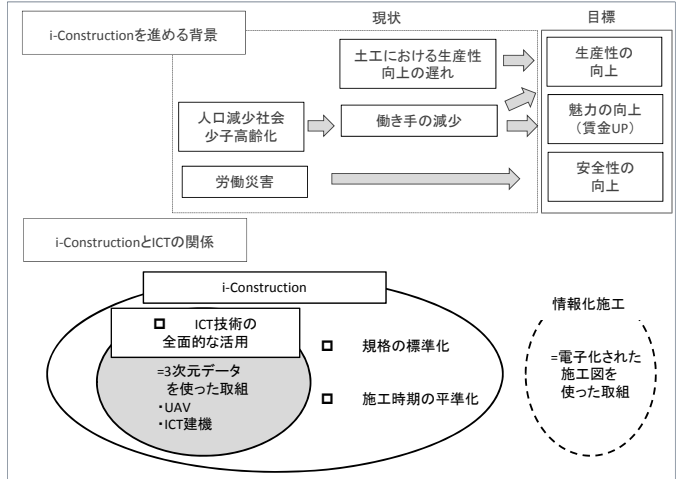 i-Constructionを進める背景
現状
目標
土工における生産性
向上の遅れ
生産性の
向上
人口減少社会
少子高齢化
働き手の減少
魅力の向上
（賃金UP）
労働災害
安全性の
向上
i-ConstructionとICTの関係
i-Construction
ICT技術の
全面的な活用
=3次元データ
を使った取組
・UAV
・ICT建機
規格の標準化
施工時期の平準化
情報化施工
=電子化された
施工図を
使った取組